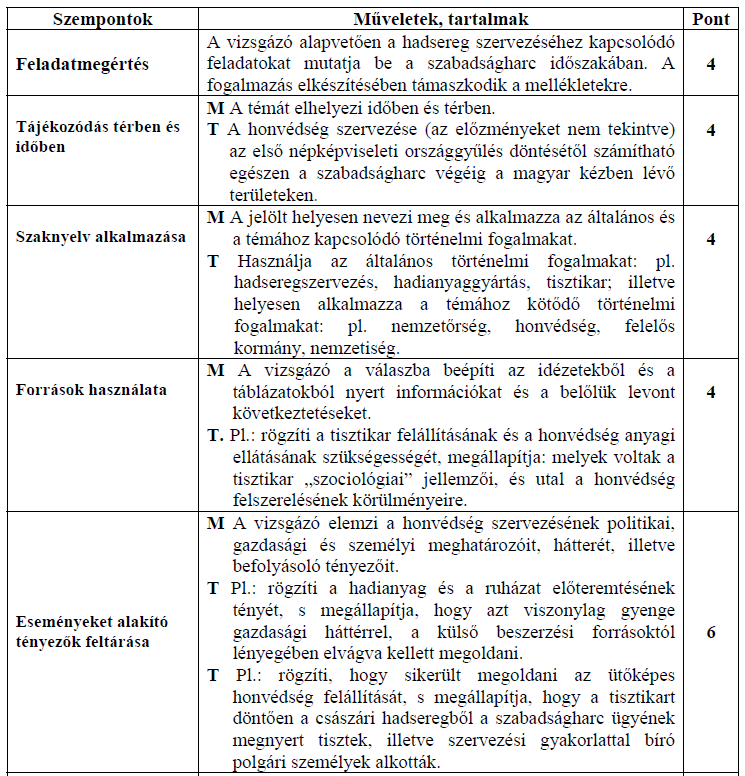 Szempontok Műveletek, tartalmak Pont
Feladatmegértés
A vizsgázó alapvetően a hadsereg szervezéséhez kapcsolódó
feladatokat mutatja be a szabadságharc időszakában. A
fogalmazás elkészítésében támaszkodik a mellékletekre.
4
Tájékozódás térben és
időben
M A témát elhelyezi időben és térben.
T A honvédség szervezése (az előzményeket nem tekintve)
az első népképviseleti országgyűlés döntésétől számítható
egészen a szabadságharc végéig a magyar kézben lévő
területeken.
4
Szaknyelv alkalmazása
M A jelölt helyesen nevezi meg és alkalmazza az általános és
a témához kapcsolódó történelmi fogalmakat.
T Használja az általános történelmi fogalmakat: pl.
hadseregszervezés, hadianyaggyártás, tisztikar; illetve
helyesen alkalmazza a témához kötődő történelmi
fogalmakat: pl. nemzetőrség, honvédség, felelős
kormány, nemzetiség.
4
Források használata
M A vizsgázó a válaszba beépíti az idézetekből és a
táblázatokból nyert információkat és a belőlük levont
következtetéseket.
T. Pl.: rögzíti a tisztikar felállításának és a honvédség anyagi
ellátásának szükségességét, megállapítja: melyek voltak a
tisztikar „szociológiai” jellemzői, és utal a honvédség
felszerelésének körülményeire.
4
Eseményeket alakító
tényezők feltárása
M A vizsgázó elemzi a honvédség szervezésének politikai,
gazdasági és személyi meghatározóit, hátterét, illetve
befolyásoló tényezőit.
T Pl.: rögzíti a hadianyag és a ruházat előteremtésének
tényét, s megállapítja, hogy azt viszonylag gyenge
gazdasági háttérrel, a külső beszerzési forrásoktól
lényegében elvágva kellett megoldani.
T Pl.: rögzíti, hogy sikerült megoldani az ütőképes
honvédség felállítását, s megállapítja, hogy a tisztikart
döntően a császári hadseregből a szabadságharc ügyének
megnyert tisztek, illetve szervezési gyakorlattal bíró
polgári személyek alkották.
6